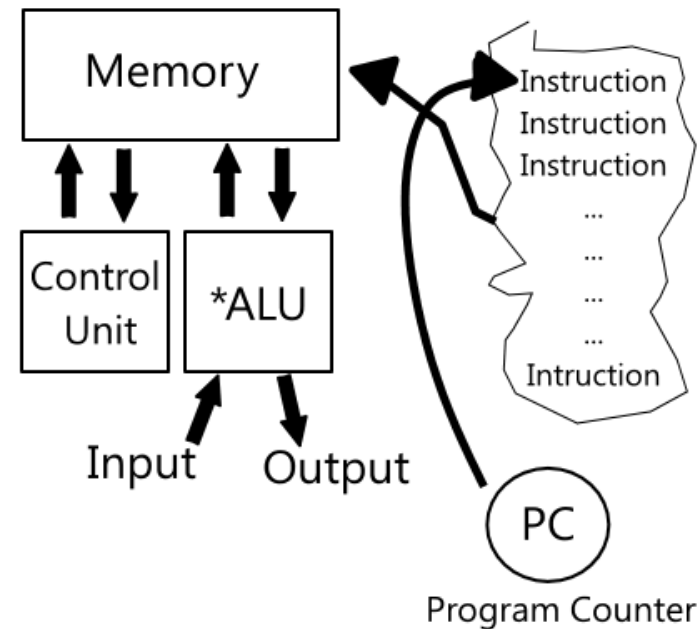 Memory
Control
Unit
*ALU
Input
Output
Instruction
Instruction
Instruction
...
...
...
...
Intruction
PC
Program Counter